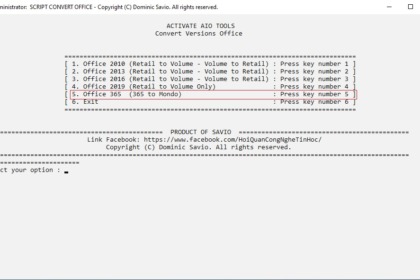 ministrator: SCRIPT CONVERT OFFICE - Copyright (C) Dominic Savio. All rights reserved.
ACTIVATE AIO TOOLS
Convert Versions Office
==============================================================
[ 1. Office 2010 (Retail to Volume - Volume to Retail) : Press key number 1 ]
[ 2. Office 2013 (Retail to Volume - Volume to Retail) : Press key number 2 ]
[ 3. Office 2016 (Retail to Volume - Volume to Retail) : Press key number 3 ]
[ 4. Office 2019 (Retail to Volume Only) : Press key number 4 ]
[ 5. Office 365 (365 to Mondo) : Press key number 5 ]
[ 6. Exit : Press key number 6 ]
==============================================================
=================================== PRODUCT OF SAVIO ===================================
Link Facebook: https://www.facebook.com/HoiQuanCongNgheTinHoc/
Copyright (C) Dominic Savio. All rights reserved.
========================================================================================
=================
ct your option : _